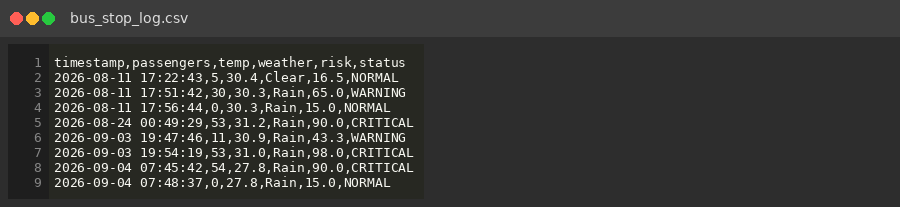 bus_stop_log.csv
1 timestamp,passengers,temp,weather,risk,status
2 2026-08-11 17:22:43,5,30.4,Clear,16.5,NORMAL
3 2026-08-11 17:51:42,30,30.3,Rain,65.0,WARNING
4 2026-08-11 17:56:44,0,30.3,Rain,15.0,NORMAL
5 2026-08-24 00:49:29,53,31.2,Rain,90.0,CRITICAL
6 2026-09-03 19:47:46,11,30.9,Rain,43.3,WARNING
7 2026-09-03 19:54:19,53,31.0,Rain,98.0,CRITICAL
8 2026-09-04 07:45:42,54,27.8,Rain,90.0,CRITICAL
9 2026-09-04 07:48:37,0,27.8,Rain,15.0,NORMAL